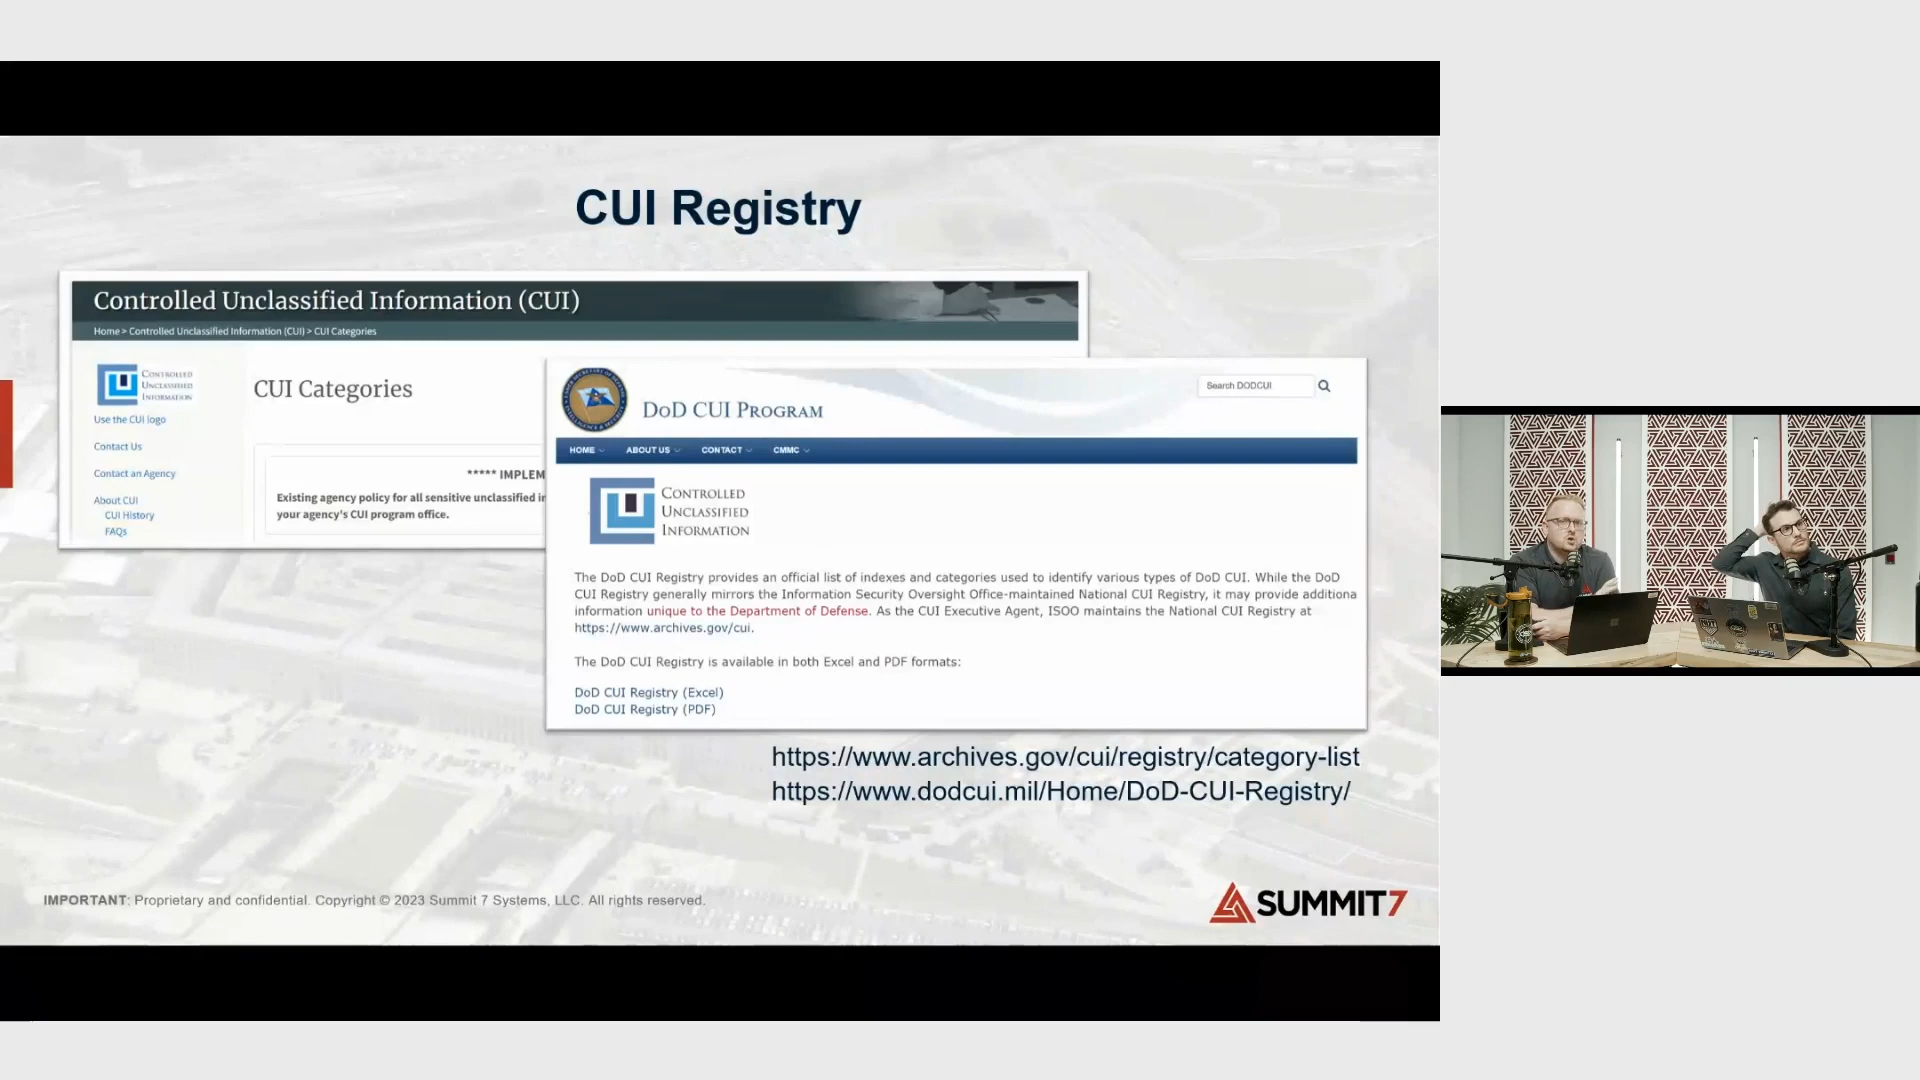 CUI Registry
Controlled Unclassified Information (CUI)
Home > Controlled Unclassified Information (CUI) > CUI Categories
CONTROLLED
UNCLASSIFIED
INFORMATION
Use the CUI logo
Contact Us
Contact an Agency
About CUI
CUI History
FAQs
CUI Categories
***** IMPLEM
Existing agency policy for all sensitive unclassified in
your agency's CUI program office.
DOD CUI PROGRAM
Search DODCUI
HOME ABOUT US CONTACT CMMC
CONTROLLED
UNCLASSIFIED
INFORMATION
The DoD CUI Registry provides an official list of indexes and categories used to identify various types of DoD CUI. While the DoD
CUI Registry generally mirrors the Information Security Oversight Office-maintained National CUI Registry, it may provide additiona
information unique to the Department of Defense. As the CUI Executive Agent, ISOO maintains the National CUI Registry at
https://www.archives.gov/cui.
The DoD CUI Registry is available in both Excel and PDF formats:
DoD CUI Registry (Excel)
DoD CUI Registry (PDF)
https://www.archives.gov/cui/registry/category-list
https://www.dodcui.mil/Home/DoD-CUI-Registry/
IMPORTANT: Proprietary and confidential. Copyright © 2023 Summit 7 Systems, LLC. All rights reserved.
SUMMIT7